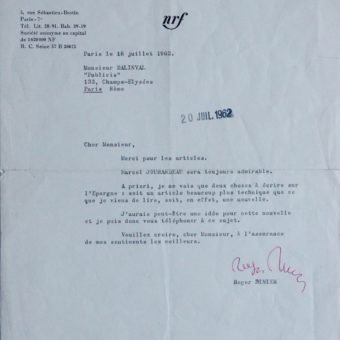 nrf
5, rue Sébastien-Bottin
Paris-7e
Tél. Lit. 28-91. Bab. 39-19
Société anonyme au capital
R. C. Seine 57 B 20875
Paris le 18 juillet 1962.
Monsieur DALINVAL
"Publicis"
133, Champs-Elysées
Paris 8ème
20 JUIL. 1962
Cher Monsieur,
Merci pour les articles.
Marcel JOUHANDEAU sera toujours admirable.
A priori, je ne vois que deux choses à écrire sur
l'Epargne : soit un article beaucoup plus technique que ce
que je viens de lire, soit, en effet, une nouvelle.
J'aurais peut-être une idée pour cette nouvelle
et je puis donc vous téléphoner à ce sujet.
Veuillez croire, cher Monsieur, à l'assurance
de mes sentiments les meilleurs.
Roger NIMIER